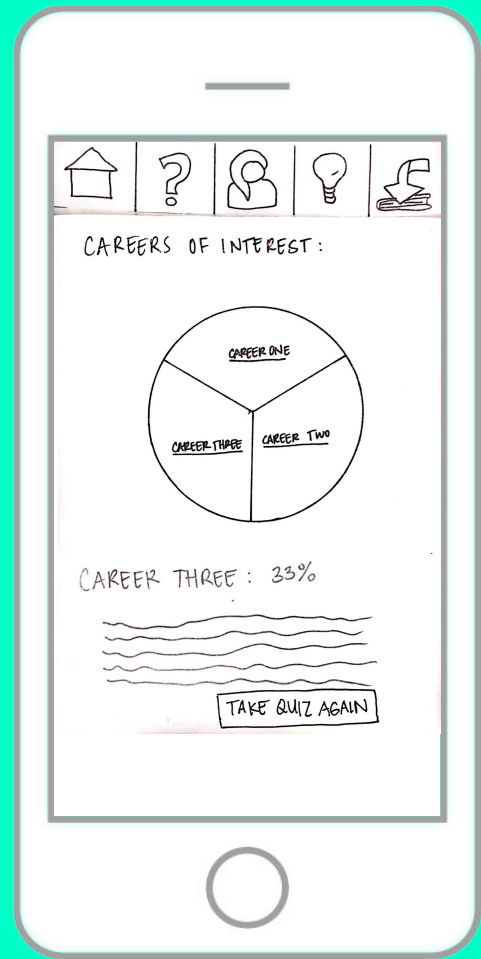 ?
CAREERS OF INTEREST:
CAREER ONE
CAREER THREE
CAREER TWO
CAREER THREE: 33%
TAKE QUIZ AGAIN